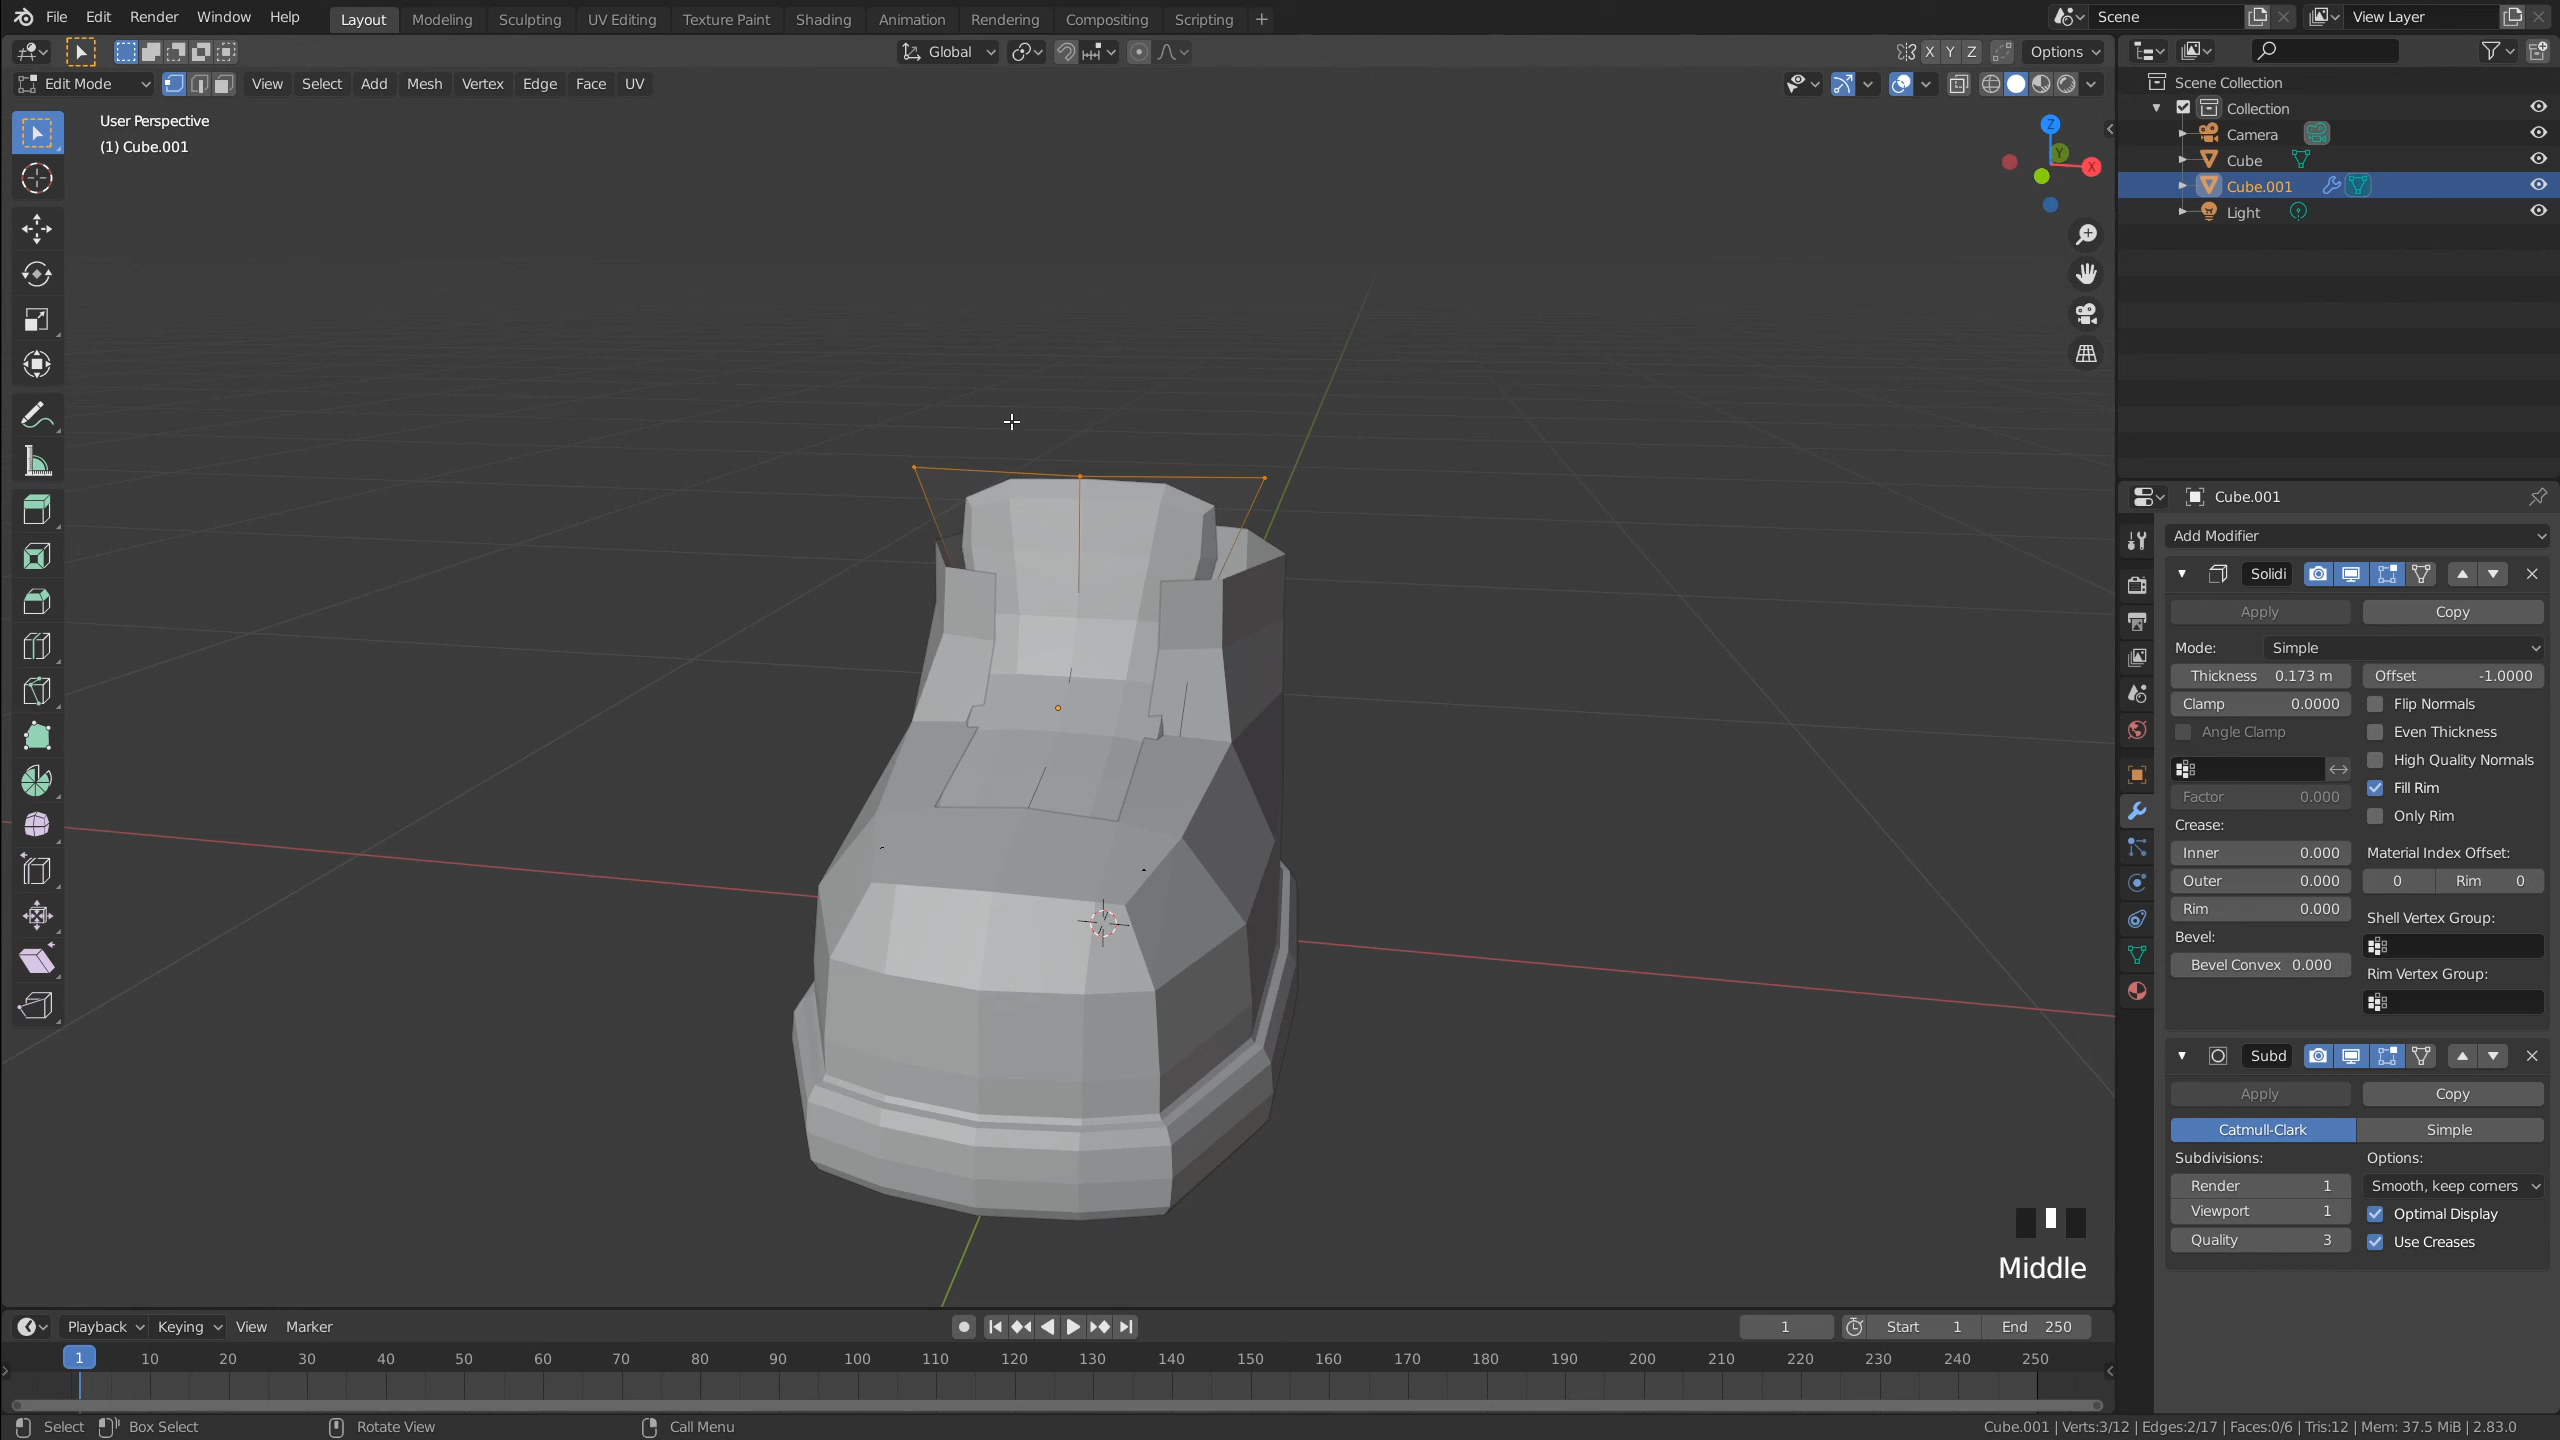 File Edit Render Window Help Layout Modeling Sculpting UV Editing Texture Paint Shading Animation Rendering Compositing Scripting + Scene View Layer
Global X Y Z Options
Edit Mode View Select Add Mesh Vertex Edge Face UV
User Perspective
(1) Cube.001
Z
Y
X
Scene Collection
Collection
Camera
Cube
Cube.001
Light
Cube.001
Add Modifier
Solidi
Apply Copy
Mode: Simple
Thickness 0.173 m Offset -1.0000
Clamp 0.0000 Flip Normals
Angle Clamp Even Thickness
High Quality Normals
Factor 0.000 Fill Rim
Crease: Only Rim
Inner 0.000 Material Index Offset:
Outer 0.000 0 Rim 0
Rim 0.000 Shell Vertex Group:
Bevel:
Bevel Convex 0.000 Rim Vertex Group:
Subd
Apply Copy
Catmull-Clark Simple
Subdivisions: Options:
Render 1 Smooth, keep corners
Viewport 1 Optimal Display
Quality 3 Use Creases
Middle
Playback Keying View Marker 1 Start 1 End 250
1 10 20 30 40 50 60 70 80 90 100 110 120 130 140 150 160 170 180 190 200 210 220 230 240 250
Select Box Select Rotate View Call Menu Cube.001 | Verts:3/12 | Edges:2/17 | Faces:0/6 | Tris:12 | Mem: 37.5 MiB | 2.83.0